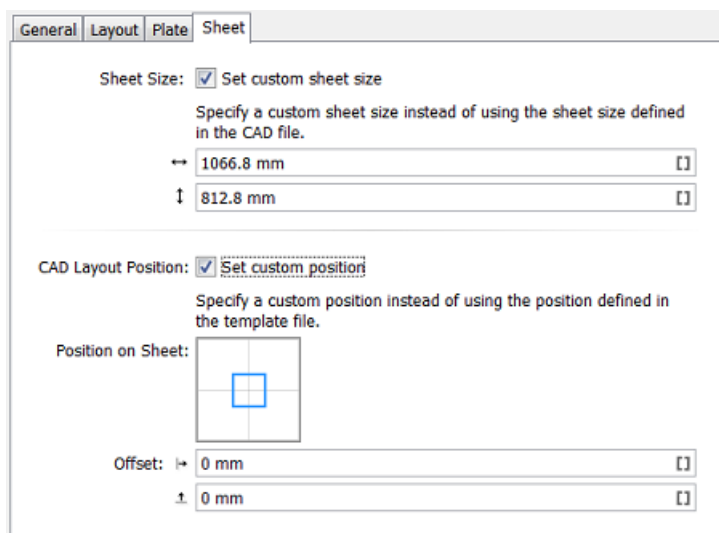 General Layout Plate Sheet
Sheet Size: Set custom sheet size
Specify a custom sheet size instead of using the sheet size defined
in the CAD file.
1066.8 mm
812.8 mm
CAD Layout Position: Set custom position
Specify a custom position instead of using the position defined in
the template file.
Position on Sheet:
Offset: 0 mm
0 mm